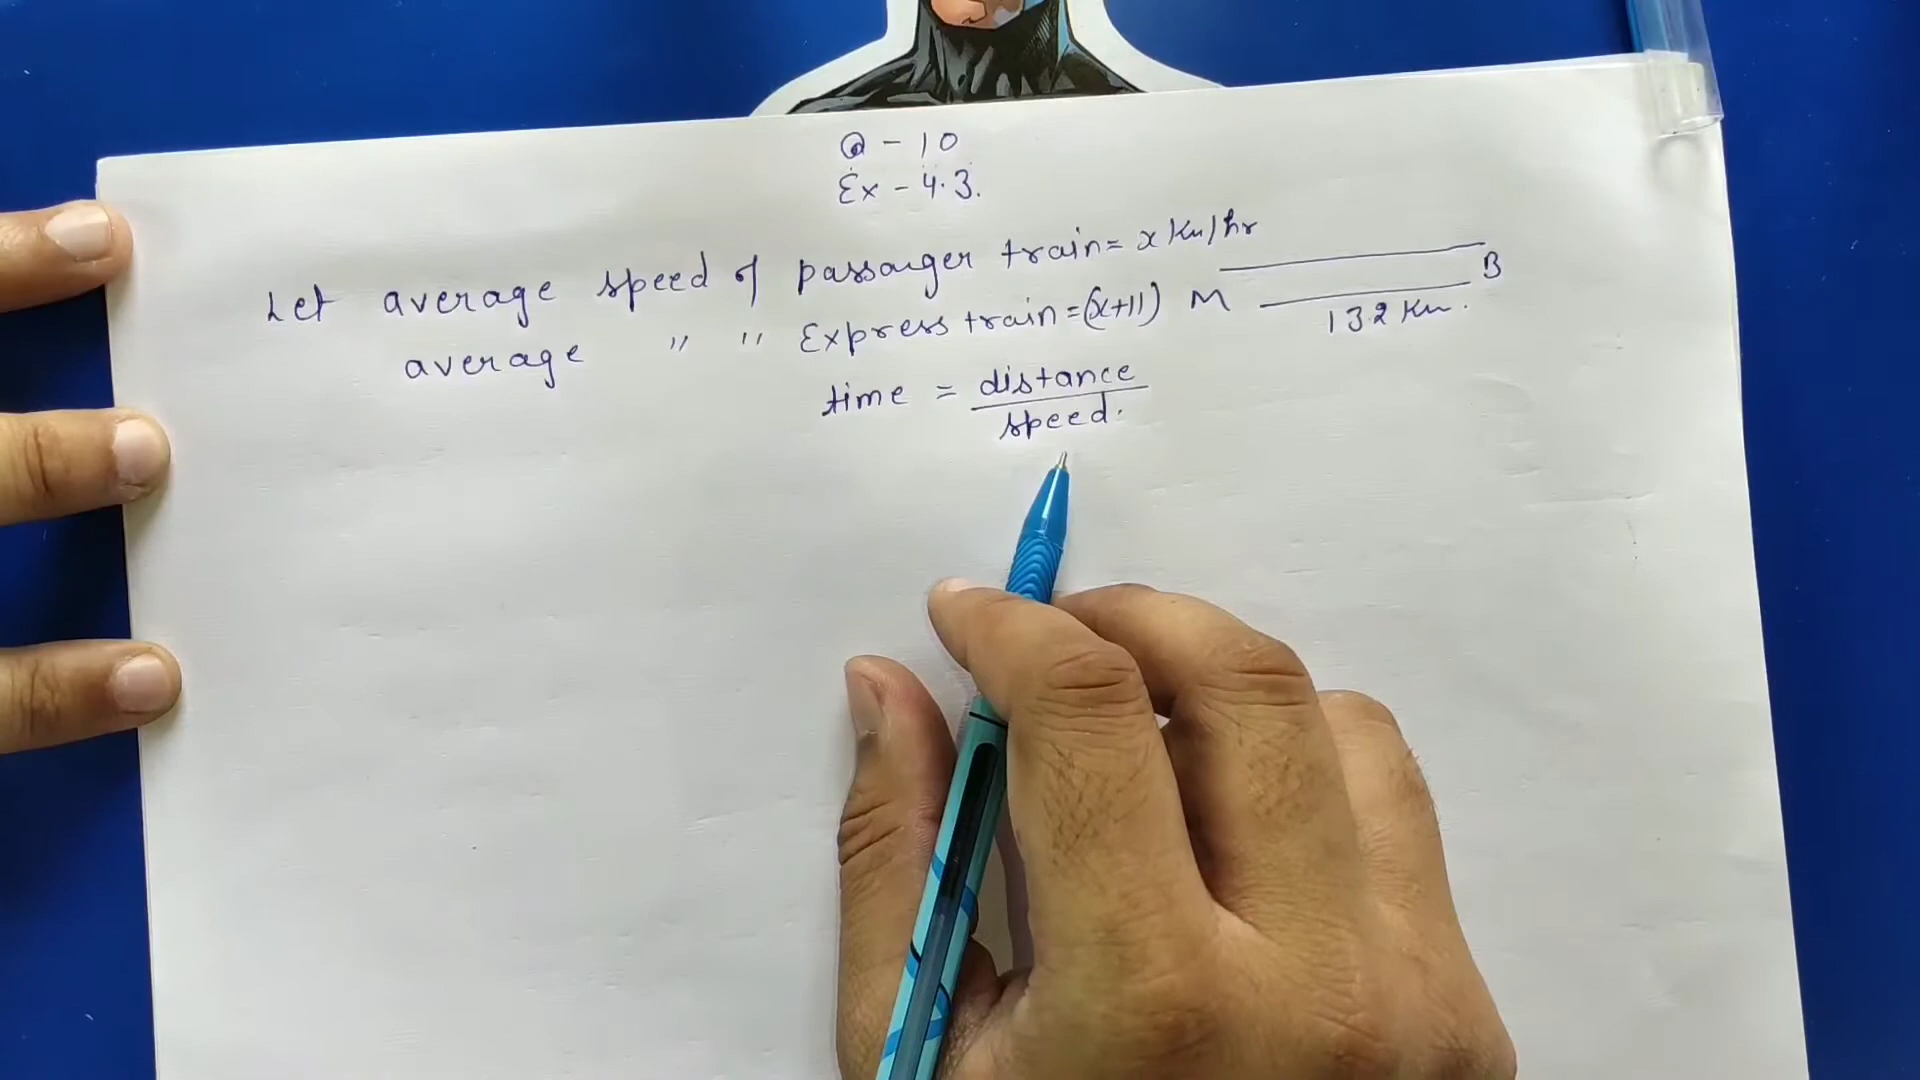 Q - 10
Ex - 4.3.
Let average speed of passanger train = x Km/hr
average " " Express train = (x+11)
M B
132 Km.
time = distance
speed.